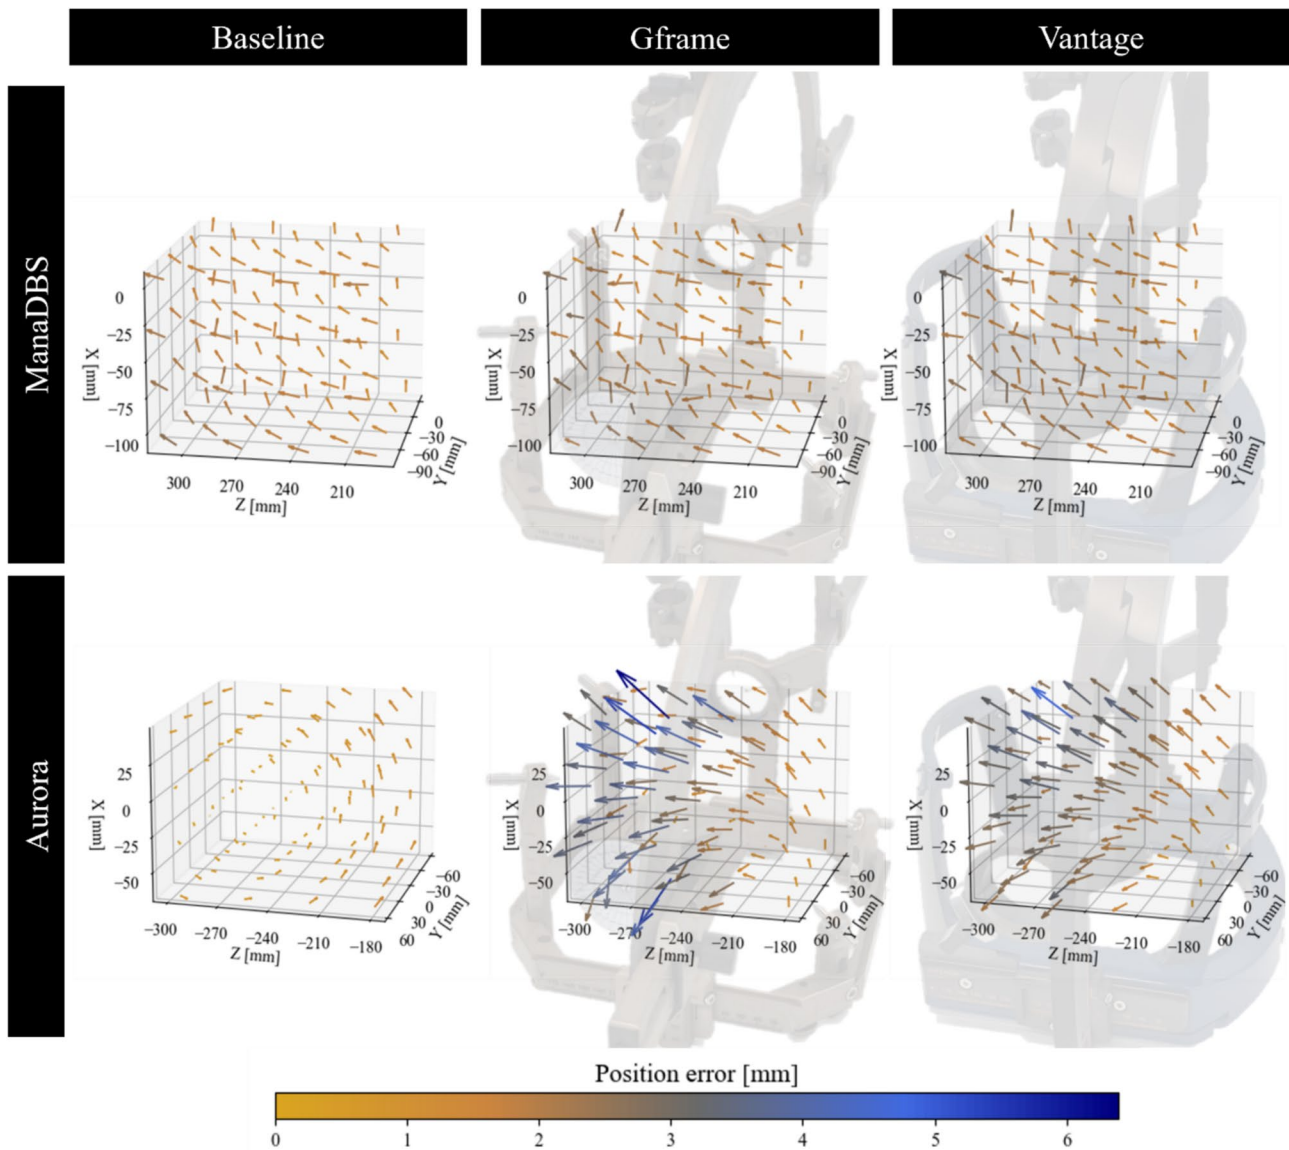 Baseline Gframe Vantage
ManaDBS
0 0 0
−25 −25 −25
−50 −50 −50
−75 −75 −75
−100 −100 −100
X [mm] X [mm] X [mm]
0 0 0
−30 −30 −30
−60 −60 −60
−90 −90 −90
Y [mm] Y [mm] Y [mm]
300 270 240 210 300 270 240 210 300 270 240 210
Z [mm] Z [mm] Z [mm]
Aurora
25 25 25
0 0 0
−25 −25 −25
−50 −50 −50
X [mm] X [mm] X [mm]
−60 −60 −60
−30 −30 −30
0 0 0
30 30 30
60 60 60
Y [mm] Y [mm] Y [mm]
−300 −270 −240 −210 −180 −300 −270 −240 −210 −180 −300 −270 −240 −210 −180
Z [mm] Z [mm] Z [mm]
Position error [mm]
0 1 2 3 4 5 6